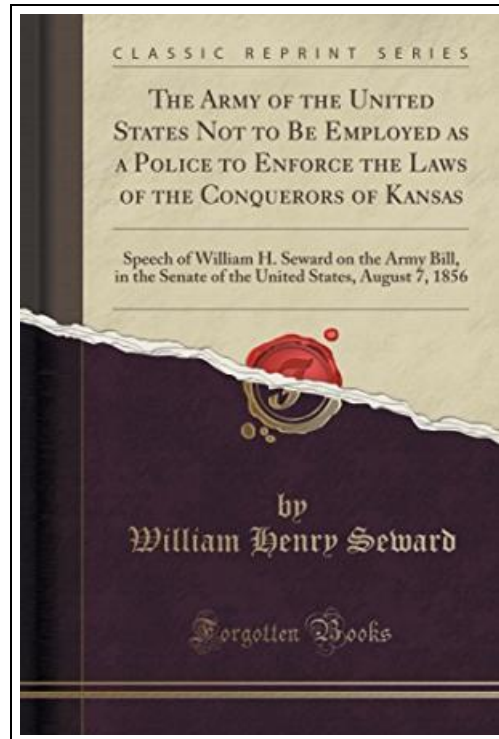 CLASSIC REPRINT SERIES
THE ARMY OF THE UNITED
STATES NOT TO BE EMPLOYED AS
A POLICE TO ENFORCE THE LAWS
OF THE CONQUERORS OF KANSAS
Speech of William H. Seward on the Army Bill,
in the Senate of the United States, August 7, 1856
by
William Henry Seward
Forgotten Books